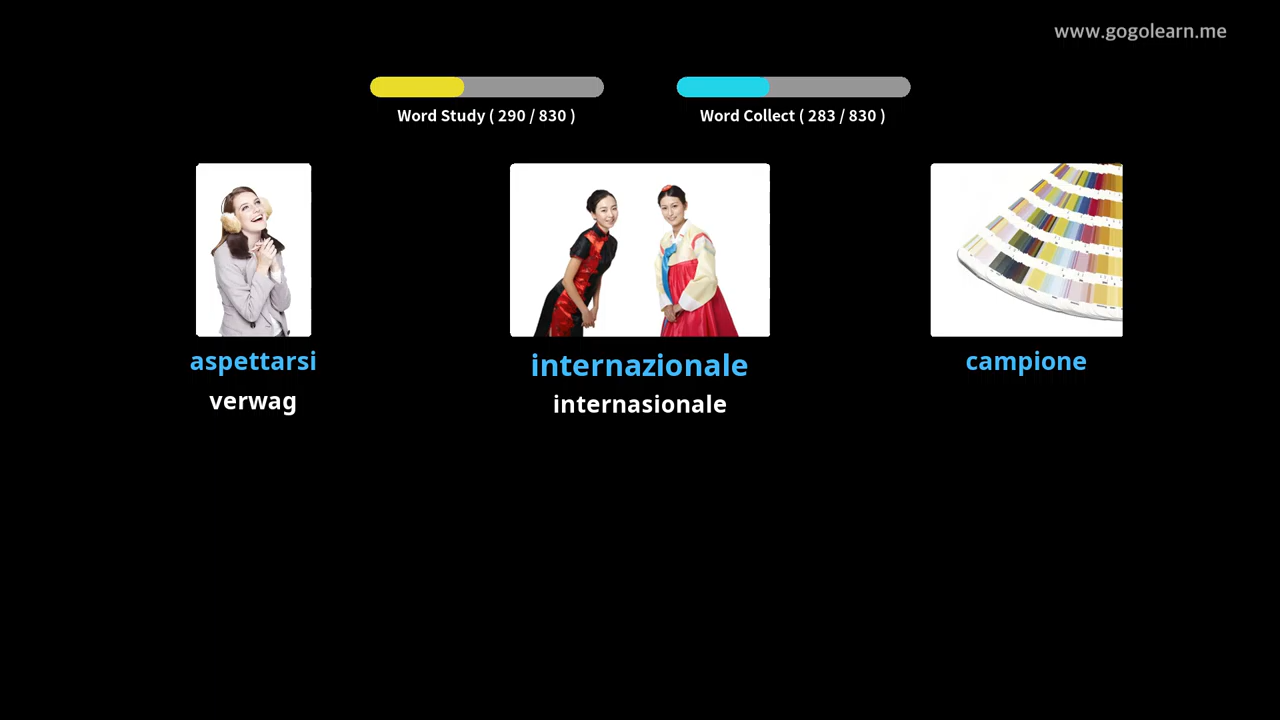 www.gogolearn.me
Word Study ( 290 / 830 )
Word Collect ( 283 / 830 )
aspettarsi
verwag
internazionale
internasionale
campione